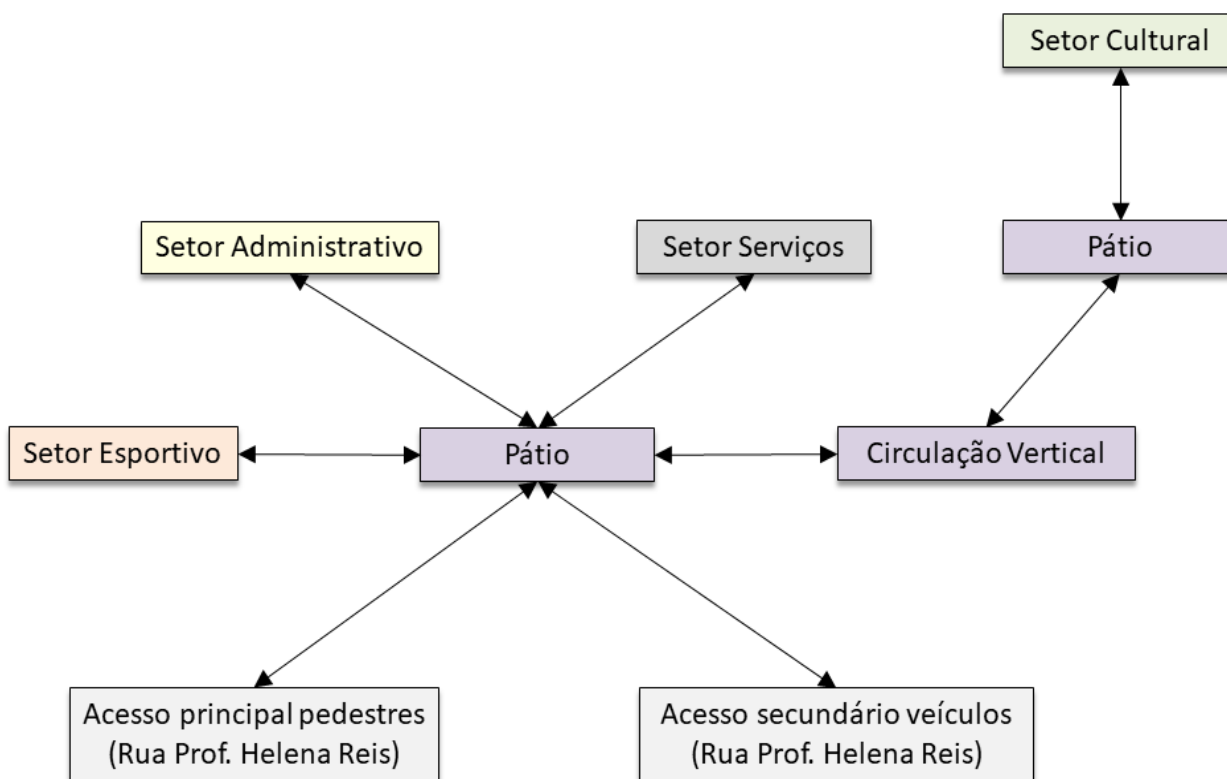 Setor Cultural
Setor Administrativo
Setor Serviços
Pátio
Setor Esportivo
Pátio
Circulação Vertical
Acesso principal pedestres
(Rua Prof. Helena Reis)
Acesso secundário veículos
(Rua Prof. Helena Reis)